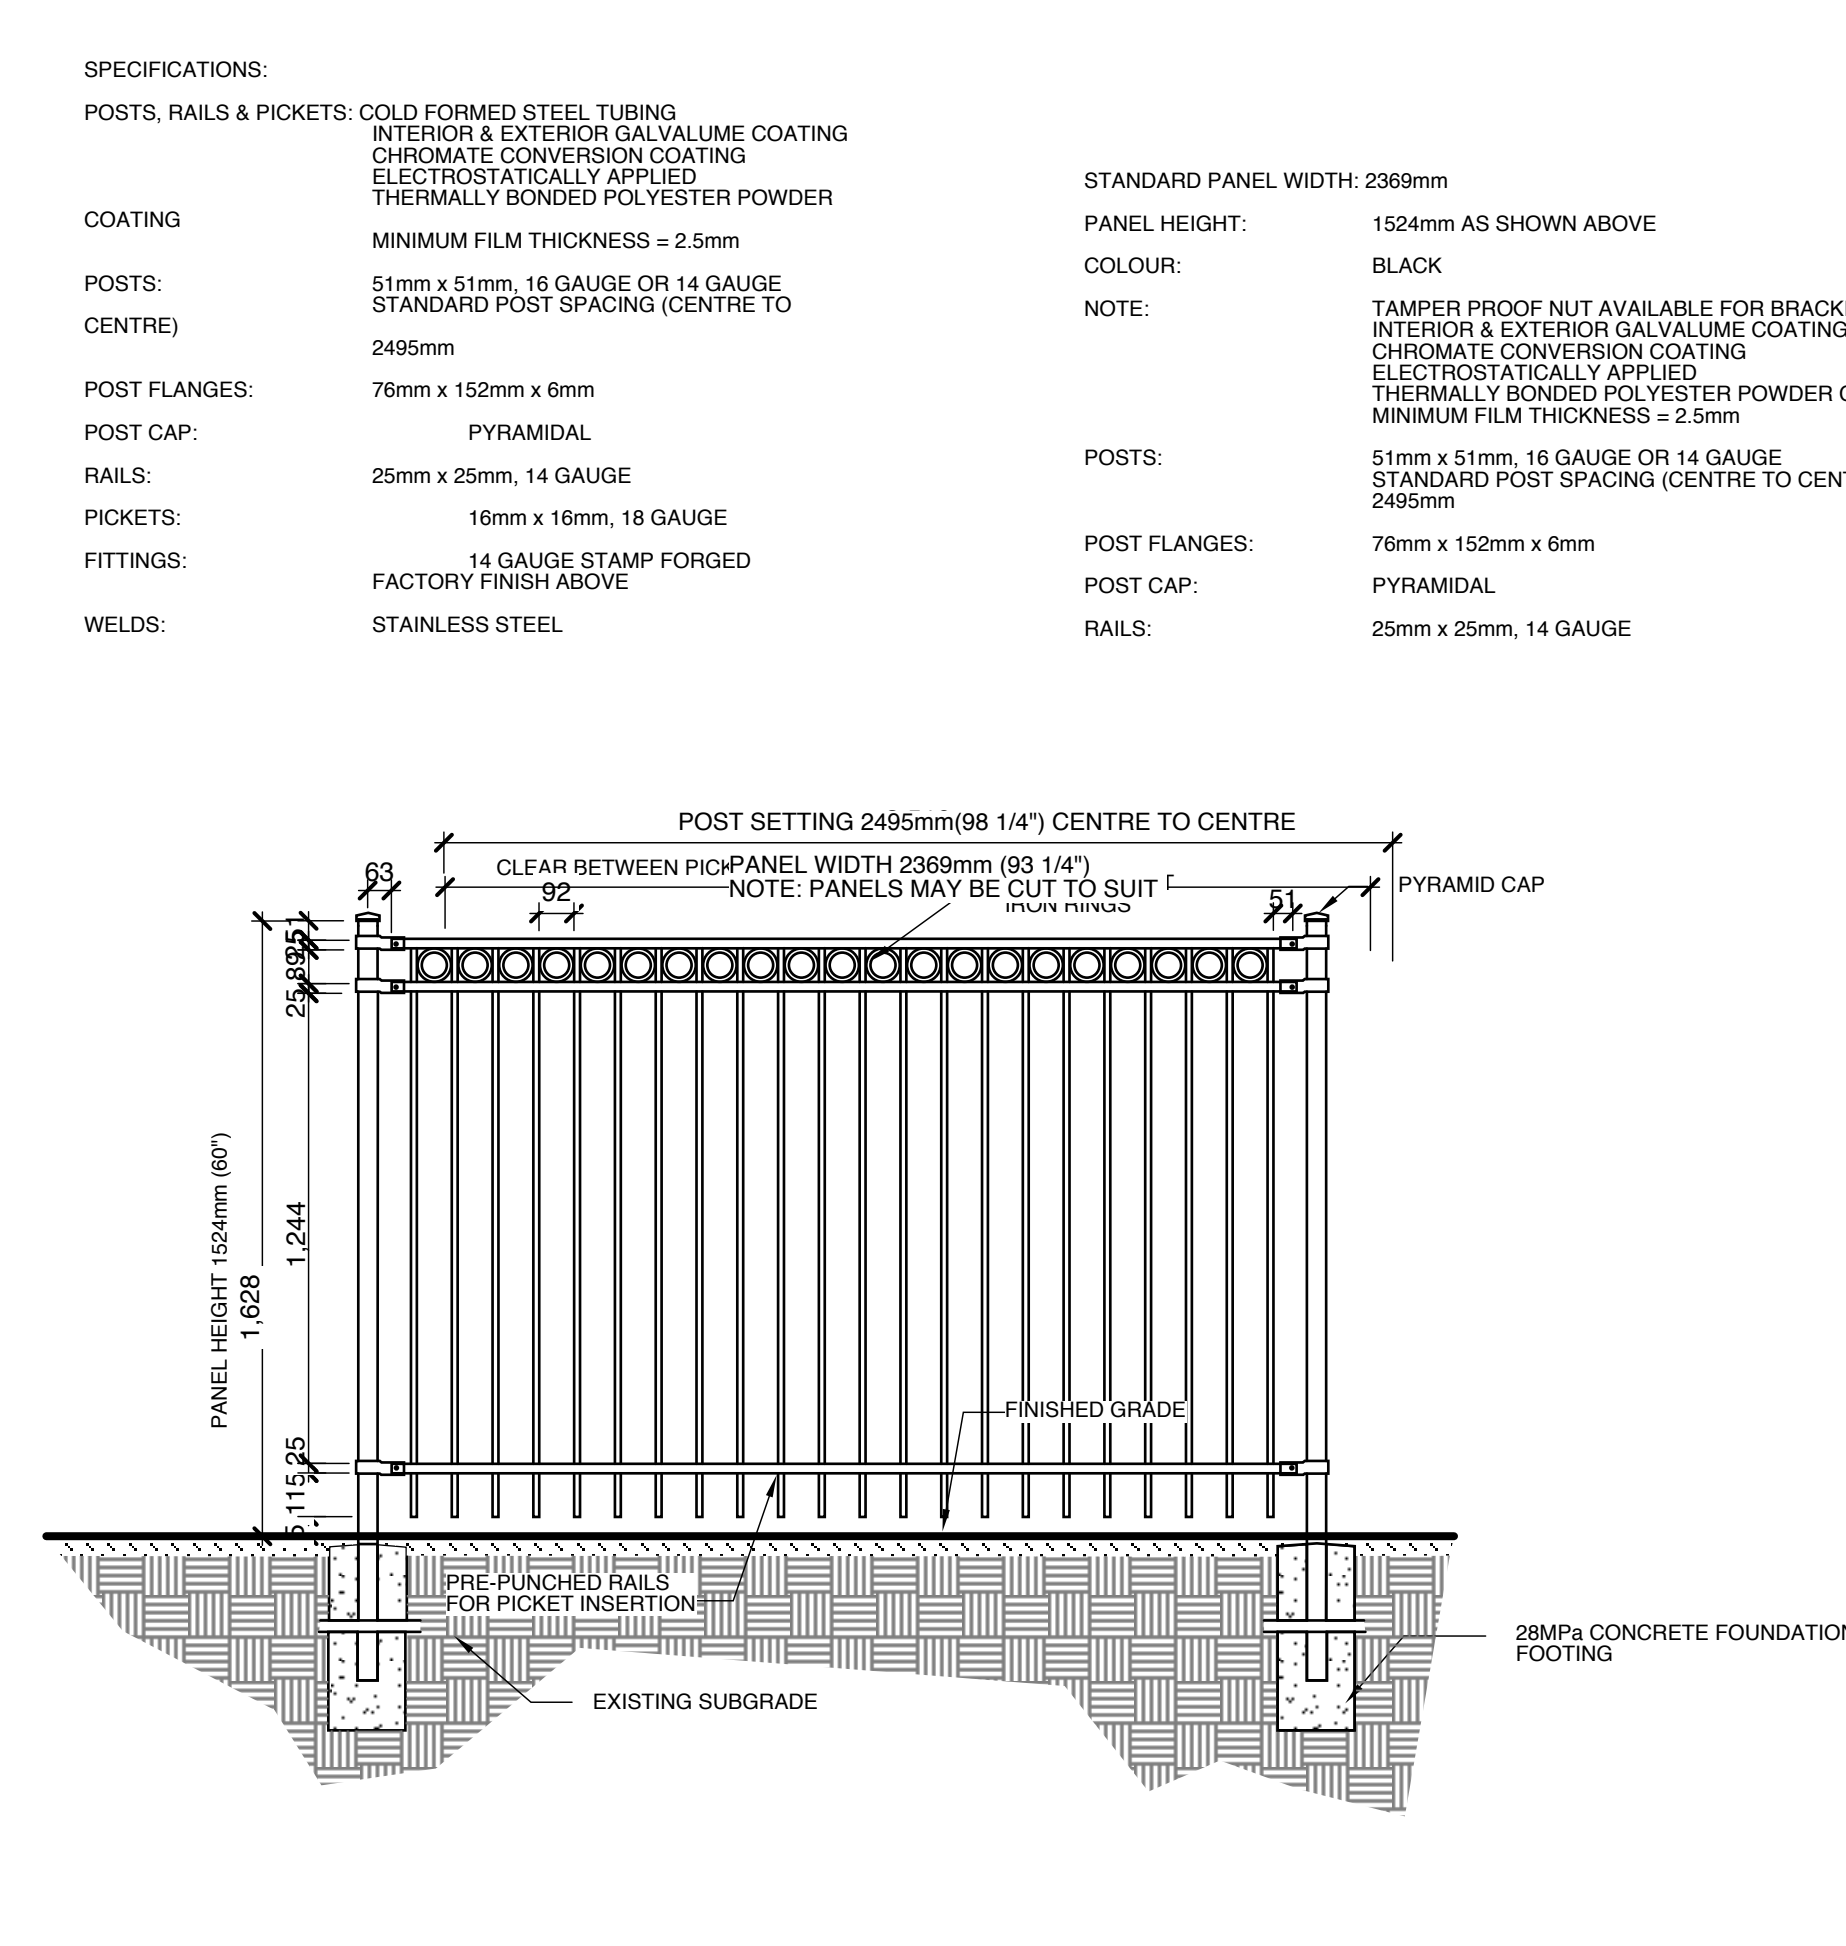 SPECIFICATIONS:
POSTS, RAILS & PICKETS: COLD FORMED STEEL TUBING
INTERIOR & EXTERIOR GALVALUME COATING
CHROMATE CONVERSION COATING
ELECTROSTATICALLY APPLIED
THERMALLY BONDED POLYESTER POWDER
COATING
MINIMUM FILM THICKNESS = 2.5mm
POSTS: 51mm x 51mm, 16 GAUGE OR 14 GAUGE
STANDARD POST SPACING (CENTRE TO
CENTRE)
2495mm
POST FLANGES: 76mm x 152mm x 6mm
POST CAP: PYRAMIDAL
RAILS: 25mm x 25mm, 14 GAUGE
PICKETS: 16mm x 16mm, 18 GAUGE
FITTINGS: 14 GAUGE STAMP FORGED
FACTORY FINISH ABOVE
WELDS: STAINLESS STEEL
STANDARD PANEL WIDTH: 2369mm
PANEL HEIGHT: 1524mm AS SHOWN ABOVE
COLOUR: BLACK
NOTE: TAMPER PROOF NUT AVAILABLE FOR
INTERIOR & EXTERIOR GALVALUME COATING
CHROMATE CONVERSION COATING
ELECTROSTATICALLY APPLIED
THERMALLY BONDED POLYESTER POWDER
MINIMUM FILM THICKNESS = 2.5mm
POSTS: 51mm x 51mm, 16 GAUGE OR 14 GAUGE
STANDARD POST SPACING (CENTRE TO
2495mm
POST FLANGES: 76mm x 152mm x 6mm
POST CAP: PYRAMIDAL
RAILS: 25mm x 25mm, 14 GAUGE
POST SETTING 2495mm(98 1/4") CENTRE TO CENTRE
CLEAR BETWEEN
PANEL WIDTH 2369mm (93 1/4")
NOTE: PANELS MAY BE CUT TO SUIT
IRON RINGS
63
92
51
PYRAMID CAP
51
25
89
25
1,244
PANEL HEIGHT 1524mm (60")
1,628
25
115
FINISHED GRADE
PRE-PUNCHED RAILS
FOR PICKET INSERTION
EXISTING SUBGRADE
28MPa CONCRETE FOUNDATION
FOOTING